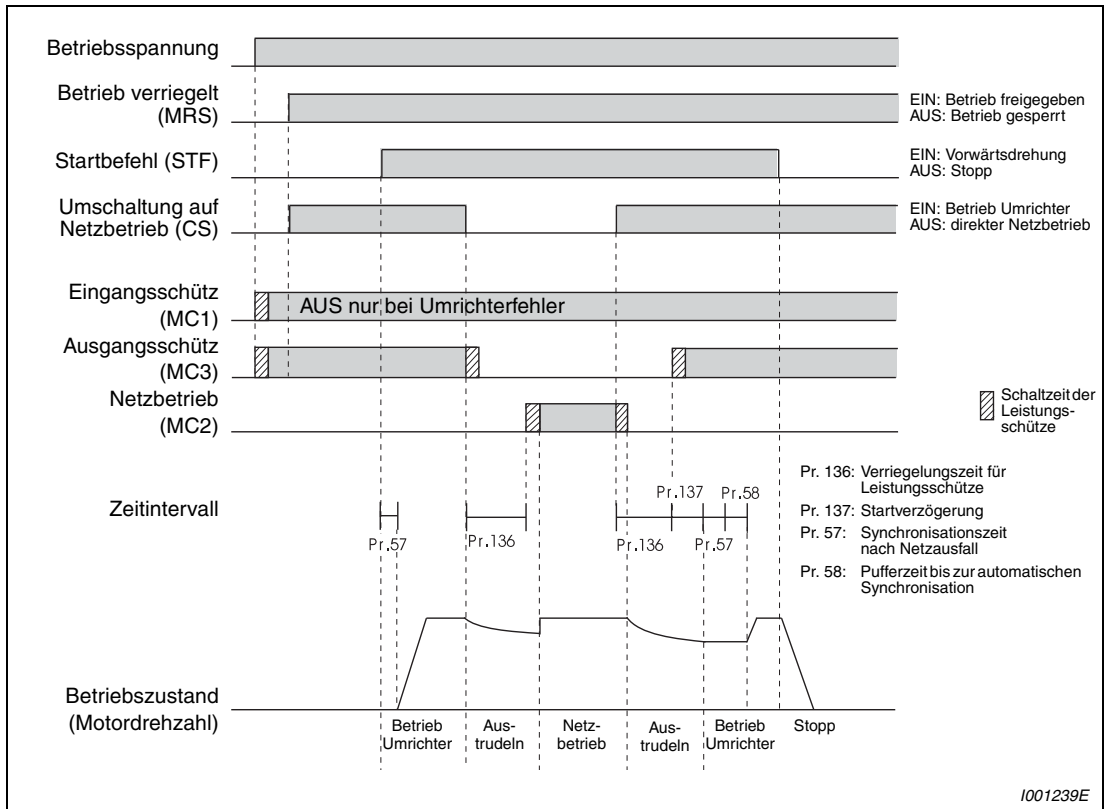 Betriebsspannung
Betrieb verriegelt
(MRS)
EIN: Betrieb freigegeben
AUS: Betrieb gesperrt
Startbefehl (STF)
EIN: Vorwärtsdrehung
AUS: Stopp
Umschaltung auf
Netzbetrieb (CS)
EIN: Betrieb Umrichter
AUS: direkter Netzbetrieb
Eingangsschütz
(MC1)
AUS nur bei Umrichterfehler
Ausgangsschütz
(MC3)
Netzbetrieb
(MC2)
Schaltzeit der
Leistungs-
schütze
Zeitintervall
Pr.57
Pr.136
Pr.136
Pr.137
Pr.57
Pr.58
Pr. 136: Verriegelungszeit für
Leistungsschütze
Pr. 137: Startverzögerung
Pr. 57: Synchronisationszeit
nach Netzausfall
Pr. 58: Pufferzeit bis zur automatischen
Synchronisation
Betriebszustand
(Motordrehzahl)
Betrieb
Umrichter
Aus-
trudeln
Netz-
betrieb
Aus-
trudeln
Betrieb
Umrichter
Stopp
I001239E